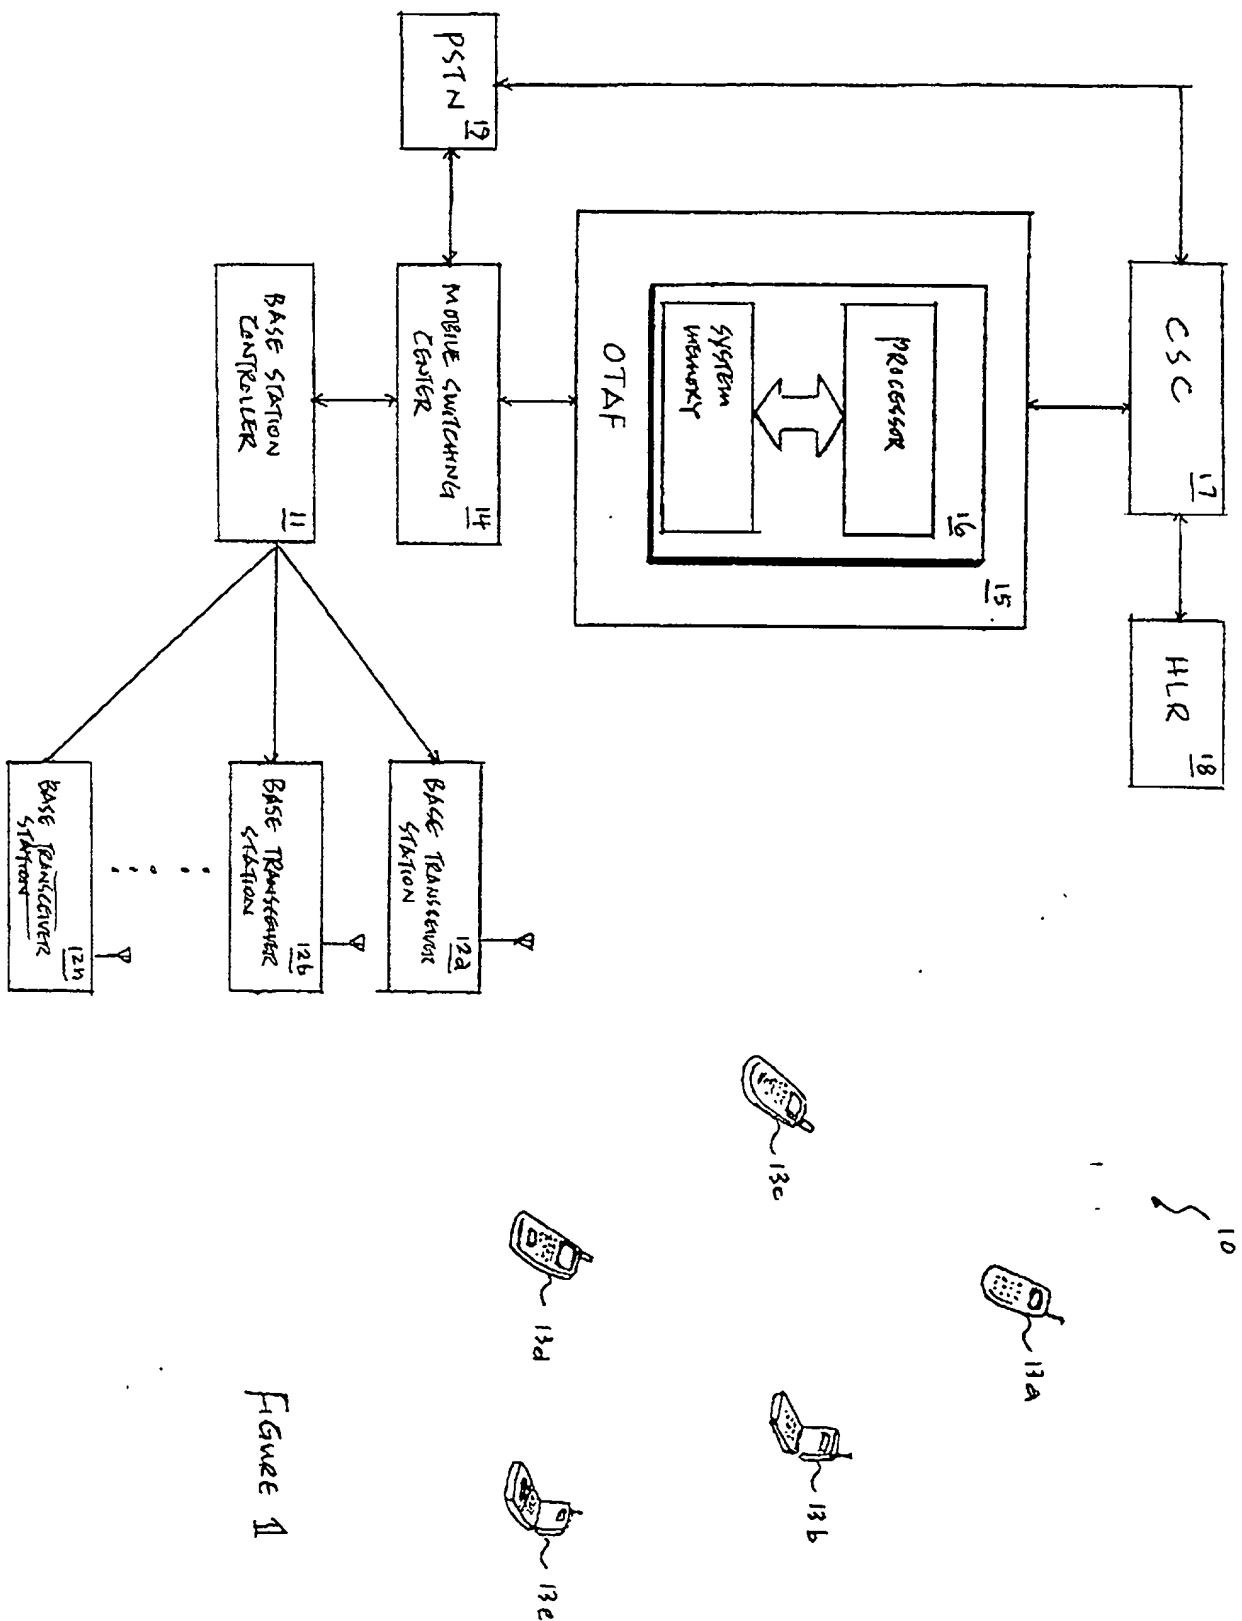 10
CSC
17
HLR
18
13a
15
16
PROCESSOR
SYSTEM
MEMORY
OTAF
13c
13b
PSTN
19
MOBILE SWITCHING
CENTER
14
BASE TRANSCEIVER
STATION
12a
13d
13e
BASE STATION
CONTROLLER
11
BASE TRANSCEIVER
STATION
12b
BASE TRANSCEIVER
STATION
12n
FIGURE 1